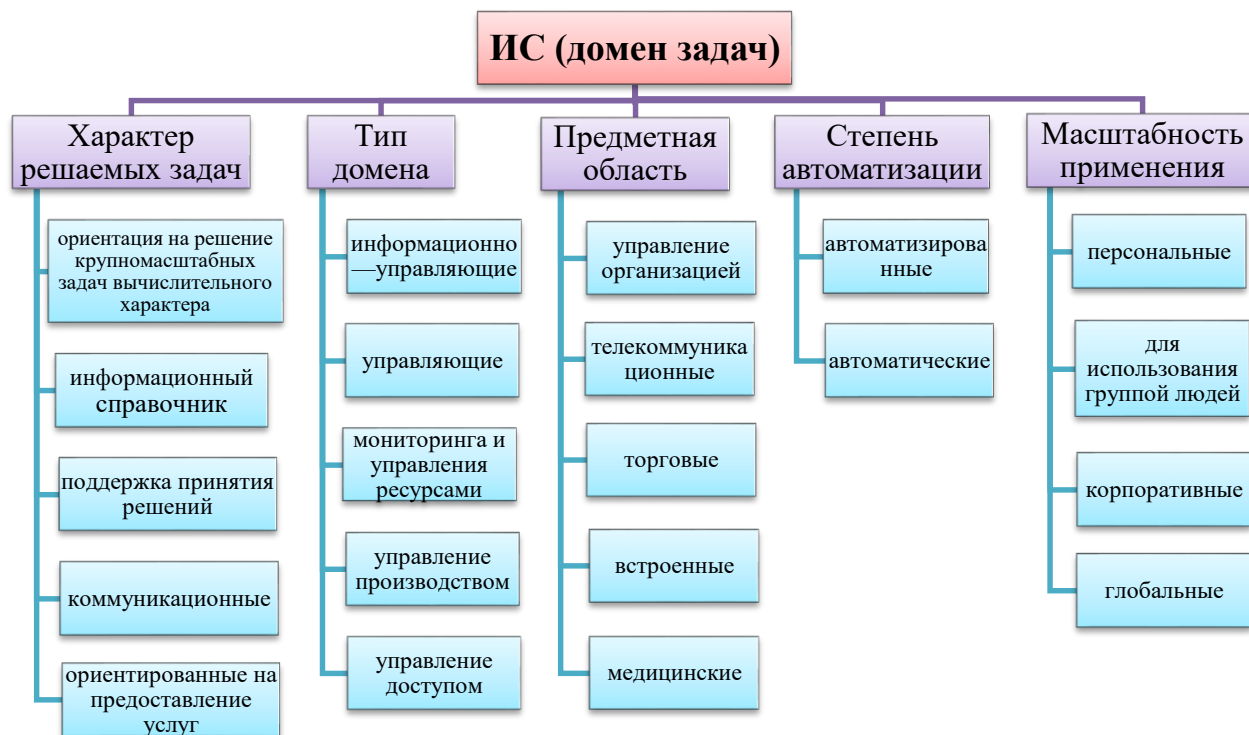 ИС (домен задач)
Характер
решаемых задач
ориентация на решение
крупномасштабных
задач вычислительного
характера
информационный
справочник
поддержка принятия
решений
коммуникационные
ориентированные на
предоставление
услуг
Тип
домена
информационно
—управляющие
управляющие
мониторинга и
управления
ресурсами
управление
производством
управление
доступом
Предметная
область
управление
организацией
телекоммуника
ционные
торговые
встроенные
медицинские
Степень
автоматизации
автоматизирова
нные
автоматические
Масштабность
применения
персональные
для
использования
группой людей
корпоративные
глобальные